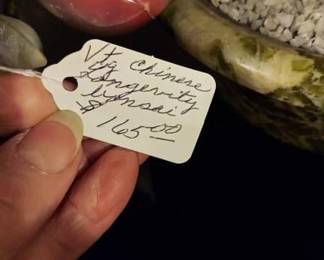 Vtg Chinese
Longevity
bonsai
$165.00